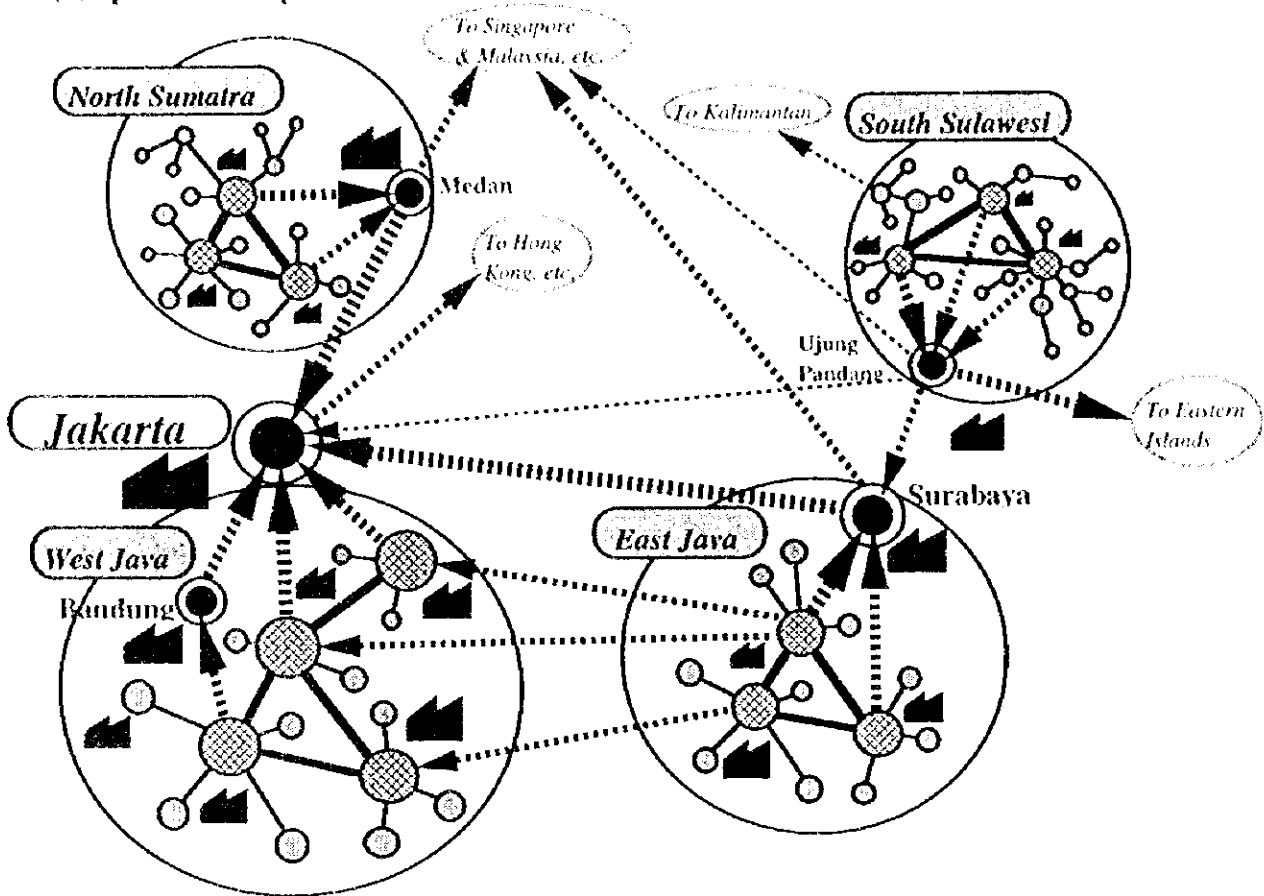 To Singapore
& Malaysia, etc.
North Sumatra
To Kalimantan
South Sulawesi
Medan
To Hong
Kong, etc.
Ujung
Pandang
Jakarta
To Eastern
Islands
Surabaya
East Java
West Java
Bandung